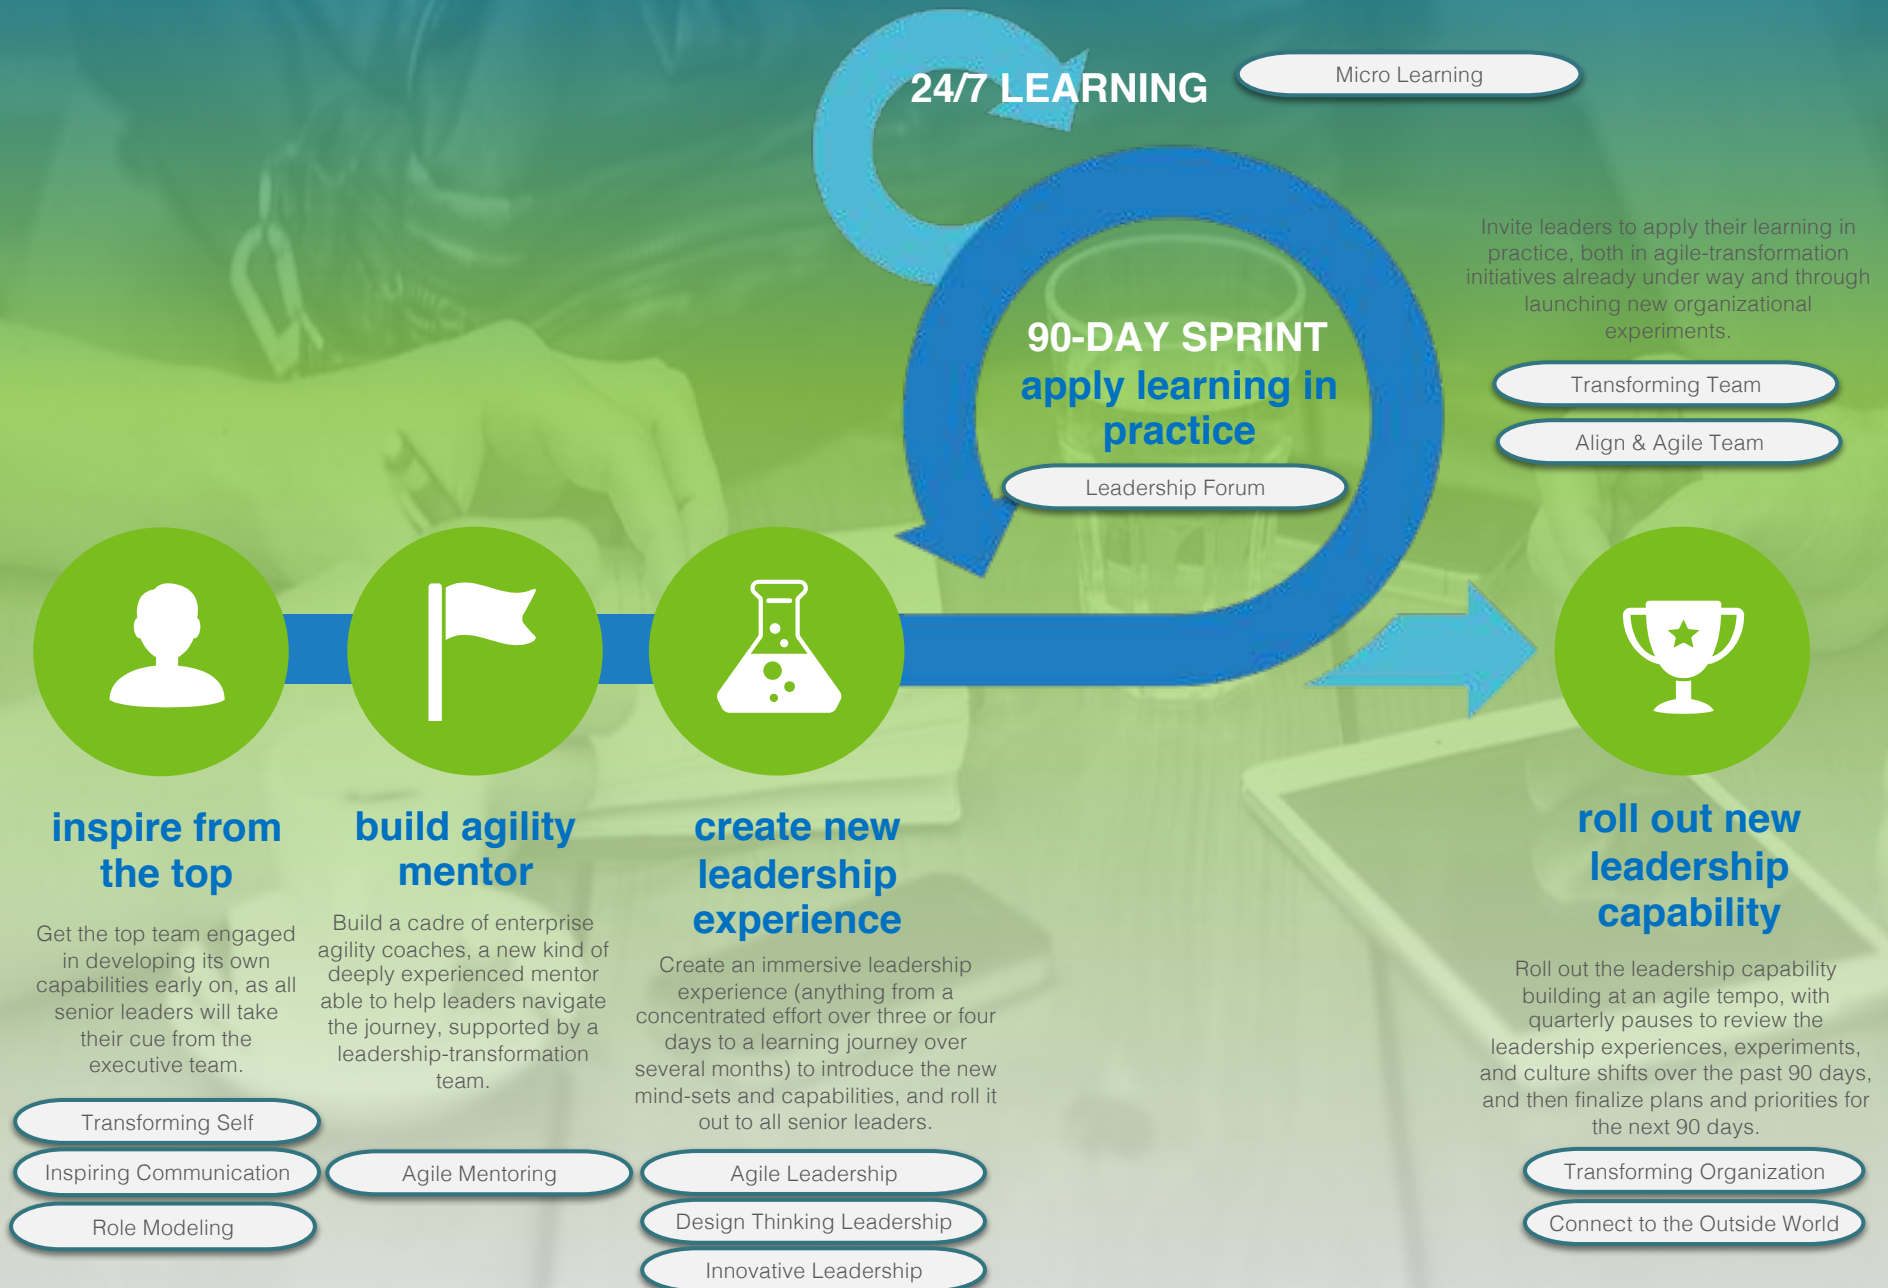 24/7 LEARNING
Micro Learning
Invite leaders to apply their learning in
practice, both in agile-transformation
initiatives already under way and through
launching new organizational
experiments.
Transforming Team
Align & Agile Team
90-DAY SPRINT
apply learning in
practice
Leadership Forum
inspire from
the top
Get the top team engaged
in developing its own
capabilities early on, as all
senior leaders will take
their cue from the
executive team.
Transforming Self
Inspiring Communication
Role Modeling
build agility
mentor
Build a cadre of enterprise
agility coaches, a new kind of
deeply experienced mentor
able to help leaders navigate
the journey, supported by a
leadership-transformation
team.
Agile Mentoring
create new
leadership
experience
Create an immersive leadership
experience (anything from a
concentrated effort over three or four
days to a learning journey over
several months) to introduce the new
mind-sets and capabilities, and roll it
out to all senior leaders.
Agile Leadership
Design Thinking Leadership
Innovative Leadership
roll out new
leadership
capability
Roll out the leadership capability
building at an agile tempo, with
quarterly pauses to review the
leadership experiences, experiments,
and culture shifts over the past 90 days,
and then finalize plans and priorities for
the next 90 days.
Transforming Organization
Connect to the Outside World